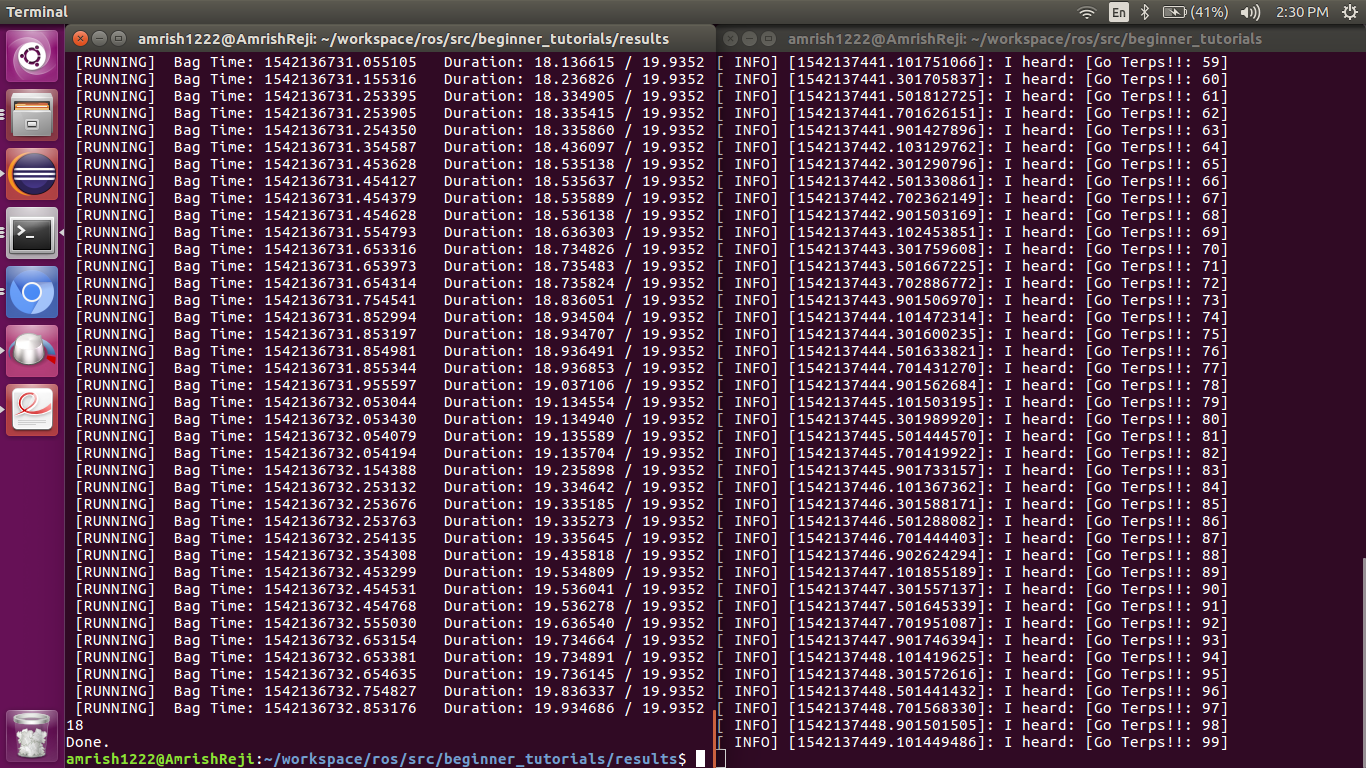 Terminal
En
(41%)
2:30 PM
amrish1222@AmrishReji: ~/workspace/ros/src/beginner_tutorials/results
[RUNNING]  Bag Time: 1542136731.055105   Duration: 18.136615 / 19.9352
[RUNNING]  Bag Time: 1542136731.155316   Duration: 18.236826 / 19.9352
[RUNNING]  Bag Time: 1542136731.253395   Duration: 18.334905 / 19.9352
[RUNNING]  Bag Time: 1542136731.253905   Duration: 18.335415 / 19.9352
[RUNNING]  Bag Time: 1542136731.254350   Duration: 18.335860 / 19.9352
[RUNNING]  Bag Time: 1542136731.354587   Duration: 18.436097 / 19.9352
[RUNNING]  Bag Time: 1542136731.453628   Duration: 18.535138 / 19.9352
[RUNNING]  Bag Time: 1542136731.454127   Duration: 18.535637 / 19.9352
[RUNNING]  Bag Time: 1542136731.454379   Duration: 18.535889 / 19.9352
[RUNNING]  Bag Time: 1542136731.454628   Duration: 18.536138 / 19.9352
[RUNNING]  Bag Time: 1542136731.554793   Duration: 18.636303 / 19.9352
[RUNNING]  Bag Time: 1542136731.653316   Duration: 18.734826 / 19.9352
[RUNNING]  Bag Time: 1542136731.653973   Duration: 18.735483 / 19.9352
[RUNNING]  Bag Time: 1542136731.654314   Duration: 18.735824 / 19.9352
[RUNNING]  Bag Time: 1542136731.754541   Duration: 18.836051 / 19.9352
[RUNNING]  Bag Time: 1542136731.852994   Duration: 18.934504 / 19.9352
[RUNNING]  Bag Time: 1542136731.853197   Duration: 18.934707 / 19.9352
[RUNNING]  Bag Time: 1542136731.854981   Duration: 18.936491 / 19.9352
[RUNNING]  Bag Time: 1542136731.855344   Duration: 18.936853 / 19.9352
[RUNNING]  Bag Time: 1542136731.955597   Duration: 19.037106 / 19.9352
[RUNNING]  Bag Time: 1542136732.053044   Duration: 19.134554 / 19.9352
[RUNNING]  Bag Time: 1542136732.053430   Duration: 19.134940 / 19.9352
[RUNNING]  Bag Time: 1542136732.054079   Duration: 19.135589 / 19.9352
[RUNNING]  Bag Time: 1542136732.054194   Duration: 19.135704 / 19.9352
[RUNNING]  Bag Time: 1542136732.154388   Duration: 19.235898 / 19.9352
[RUNNING]  Bag Time: 1542136732.253132   Duration: 19.334642 / 19.9352
[RUNNING]  Bag Time: 1542136732.253676   Duration: 19.335185 / 19.9352
[RUNNING]  Bag Time: 1542136732.253763   Duration: 19.335273 / 19.9352
[RUNNING]  Bag Time: 1542136732.254135   Duration: 19.335645 / 19.9352
[RUNNING]  Bag Time: 1542136732.354308   Duration: 19.435818 / 19.9352
[RUNNING]  Bag Time: 1542136732.453299   Duration: 19.534809 / 19.9352
[RUNNING]  Bag Time: 1542136732.454531   Duration: 19.536041 / 19.9352
[RUNNING]  Bag Time: 1542136732.454768   Duration: 19.536278 / 19.9352
[RUNNING]  Bag Time: 1542136732.555030   Duration: 19.636540 / 19.9352
[RUNNING]  Bag Time: 1542136732.653154   Duration: 19.734664 / 19.9352
[RUNNING]  Bag Time: 1542136732.653381   Duration: 19.734891 / 19.9352
[RUNNING]  Bag Time: 1542136732.654635   Duration: 19.736145 / 19.9352
[RUNNING]  Bag Time: 1542136732.754827   Duration: 19.836337 / 19.9352
[RUNNING]  Bag Time: 1542136732.853176   Duration: 19.934686 / 19.9352
18
Done.
amrish1222@AmrishReji:~/workspace/ros/src/beginner_tutorials/results$
amrish1222@AmrishReji: ~/workspace/ros/src/beginner_tutorials
[ INFO] [1542137441.101751066]: I heard: [Go Terps!!: 59]
[ INFO] [1542137441.301705837]: I heard: [Go Terps!!: 60]
[ INFO] [1542137441.501812725]: I heard: [Go Terps!!: 61]
[ INFO] [1542137441.701626151]: I heard: [Go Terps!!: 62]
[ INFO] [1542137441.901427896]: I heard: [Go Terps!!: 63]
[ INFO] [1542137442.103129762]: I heard: [Go Terps!!: 64]
[ INFO] [1542137442.301290796]: I heard: [Go Terps!!: 65]
[ INFO] [1542137442.501330861]: I heard: [Go Terps!!: 66]
[ INFO] [1542137442.702362149]: I heard: [Go Terps!!: 67]
[ INFO] [1542137442.901503169]: I heard: [Go Terps!!: 68]
[ INFO] [1542137443.102453851]: I heard: [Go Terps!!: 69]
[ INFO] [1542137443.301759608]: I heard: [Go Terps!!: 70]
[ INFO] [1542137443.501667225]: I heard: [Go Terps!!: 71]
[ INFO] [1542137443.702886772]: I heard: [Go Terps!!: 72]
[ INFO] [1542137443.901506970]: I heard: [Go Terps!!: 73]
[ INFO] [1542137444.101472314]: I heard: [Go Terps!!: 74]
[ INFO] [1542137444.301600235]: I heard: [Go Terps!!: 75]
[ INFO] [1542137444.501633821]: I heard: [Go Terps!!: 76]
[ INFO] [1542137444.701431270]: I heard: [Go Terps!!: 77]
[ INFO] [1542137444.901562684]: I heard: [Go Terps!!: 78]
[ INFO] [1542137445.101503195]: I heard: [Go Terps!!: 79]
[ INFO] [1542137445.301989920]: I heard: [Go Terps!!: 80]
[ INFO] [1542137445.501444570]: I heard: [Go Terps!!: 81]
[ INFO] [1542137445.701419922]: I heard: [Go Terps!!: 82]
[ INFO] [1542137445.901733157]: I heard: [Go Terps!!: 83]
[ INFO] [1542137446.101367362]: I heard: [Go Terps!!: 84]
[ INFO] [1542137446.301588171]: I heard: [Go Terps!!: 85]
[ INFO] [1542137446.501288082]: I heard: [Go Terps!!: 86]
[ INFO] [1542137446.701444403]: I heard: [Go Terps!!: 87]
[ INFO] [1542137446.902624294]: I heard: [Go Terps!!: 88]
[ INFO] [1542137447.101855189]: I heard: [Go Terps!!: 89]
[ INFO] [1542137447.301557137]: I heard: [Go Terps!!: 90]
[ INFO] [1542137447.501645339]: I heard: [Go Terps!!: 91]
[ INFO] [1542137447.701951087]: I heard: [Go Terps!!: 92]
[ INFO] [1542137447.901746394]: I heard: [Go Terps!!: 93]
[ INFO] [1542137448.101419625]: I heard: [Go Terps!!: 94]
[ INFO] [1542137448.301572616]: I heard: [Go Terps!!: 95]
[ INFO] [1542137448.501441432]: I heard: [Go Terps!!: 96]
[ INFO] [1542137448.701568330]: I heard: [Go Terps!!: 97]
[ INFO] [1542137448.901501505]: I heard: [Go Terps!!: 98]
[ INFO] [1542137449.101449486]: I heard: [Go Terps!!: 99]